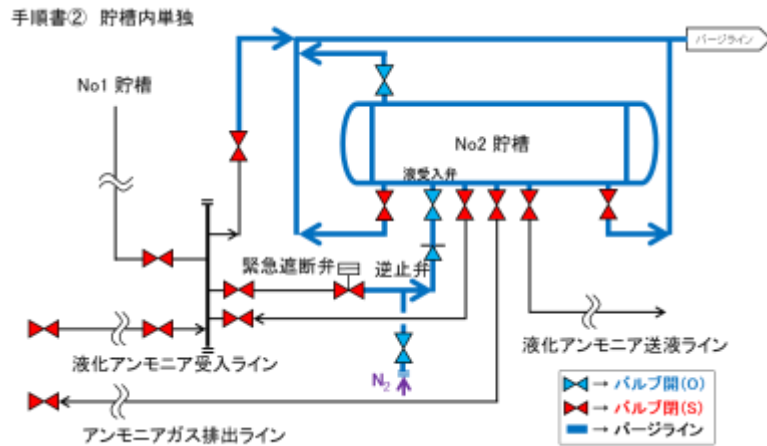 手順書② 貯槽内単独
パージライン
No1 貯槽
No2 貯槽
液受入弁
緊急遮断弁
逆止弁
液化アンモニア受入ライン
液化アンモニア送液ライン
N₂
アンモニアガス排出ライン
→ バルブ開(O)
→ バルブ閉(S)
→ パージライン